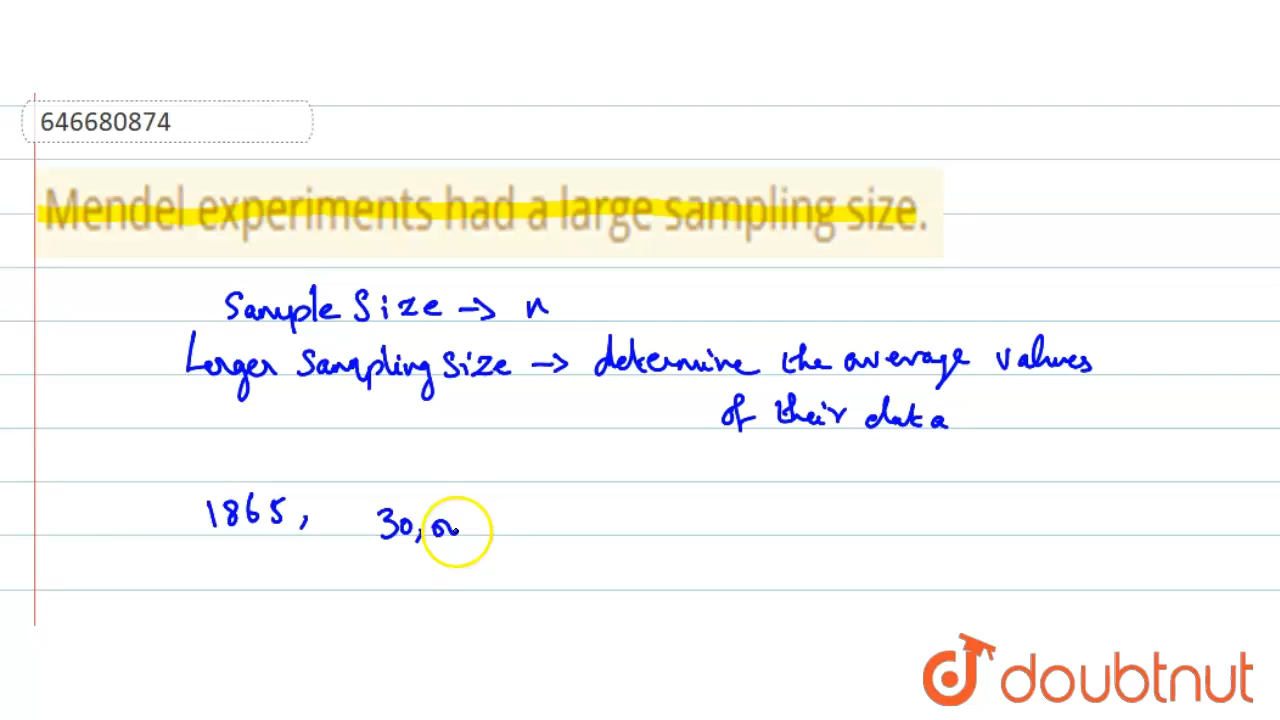 646680874
Mendel experiments had a large sampling size.
Sample Size → n
Larger Sampling Size → determine the average values
of their data
1865, 30,00
doubtnut